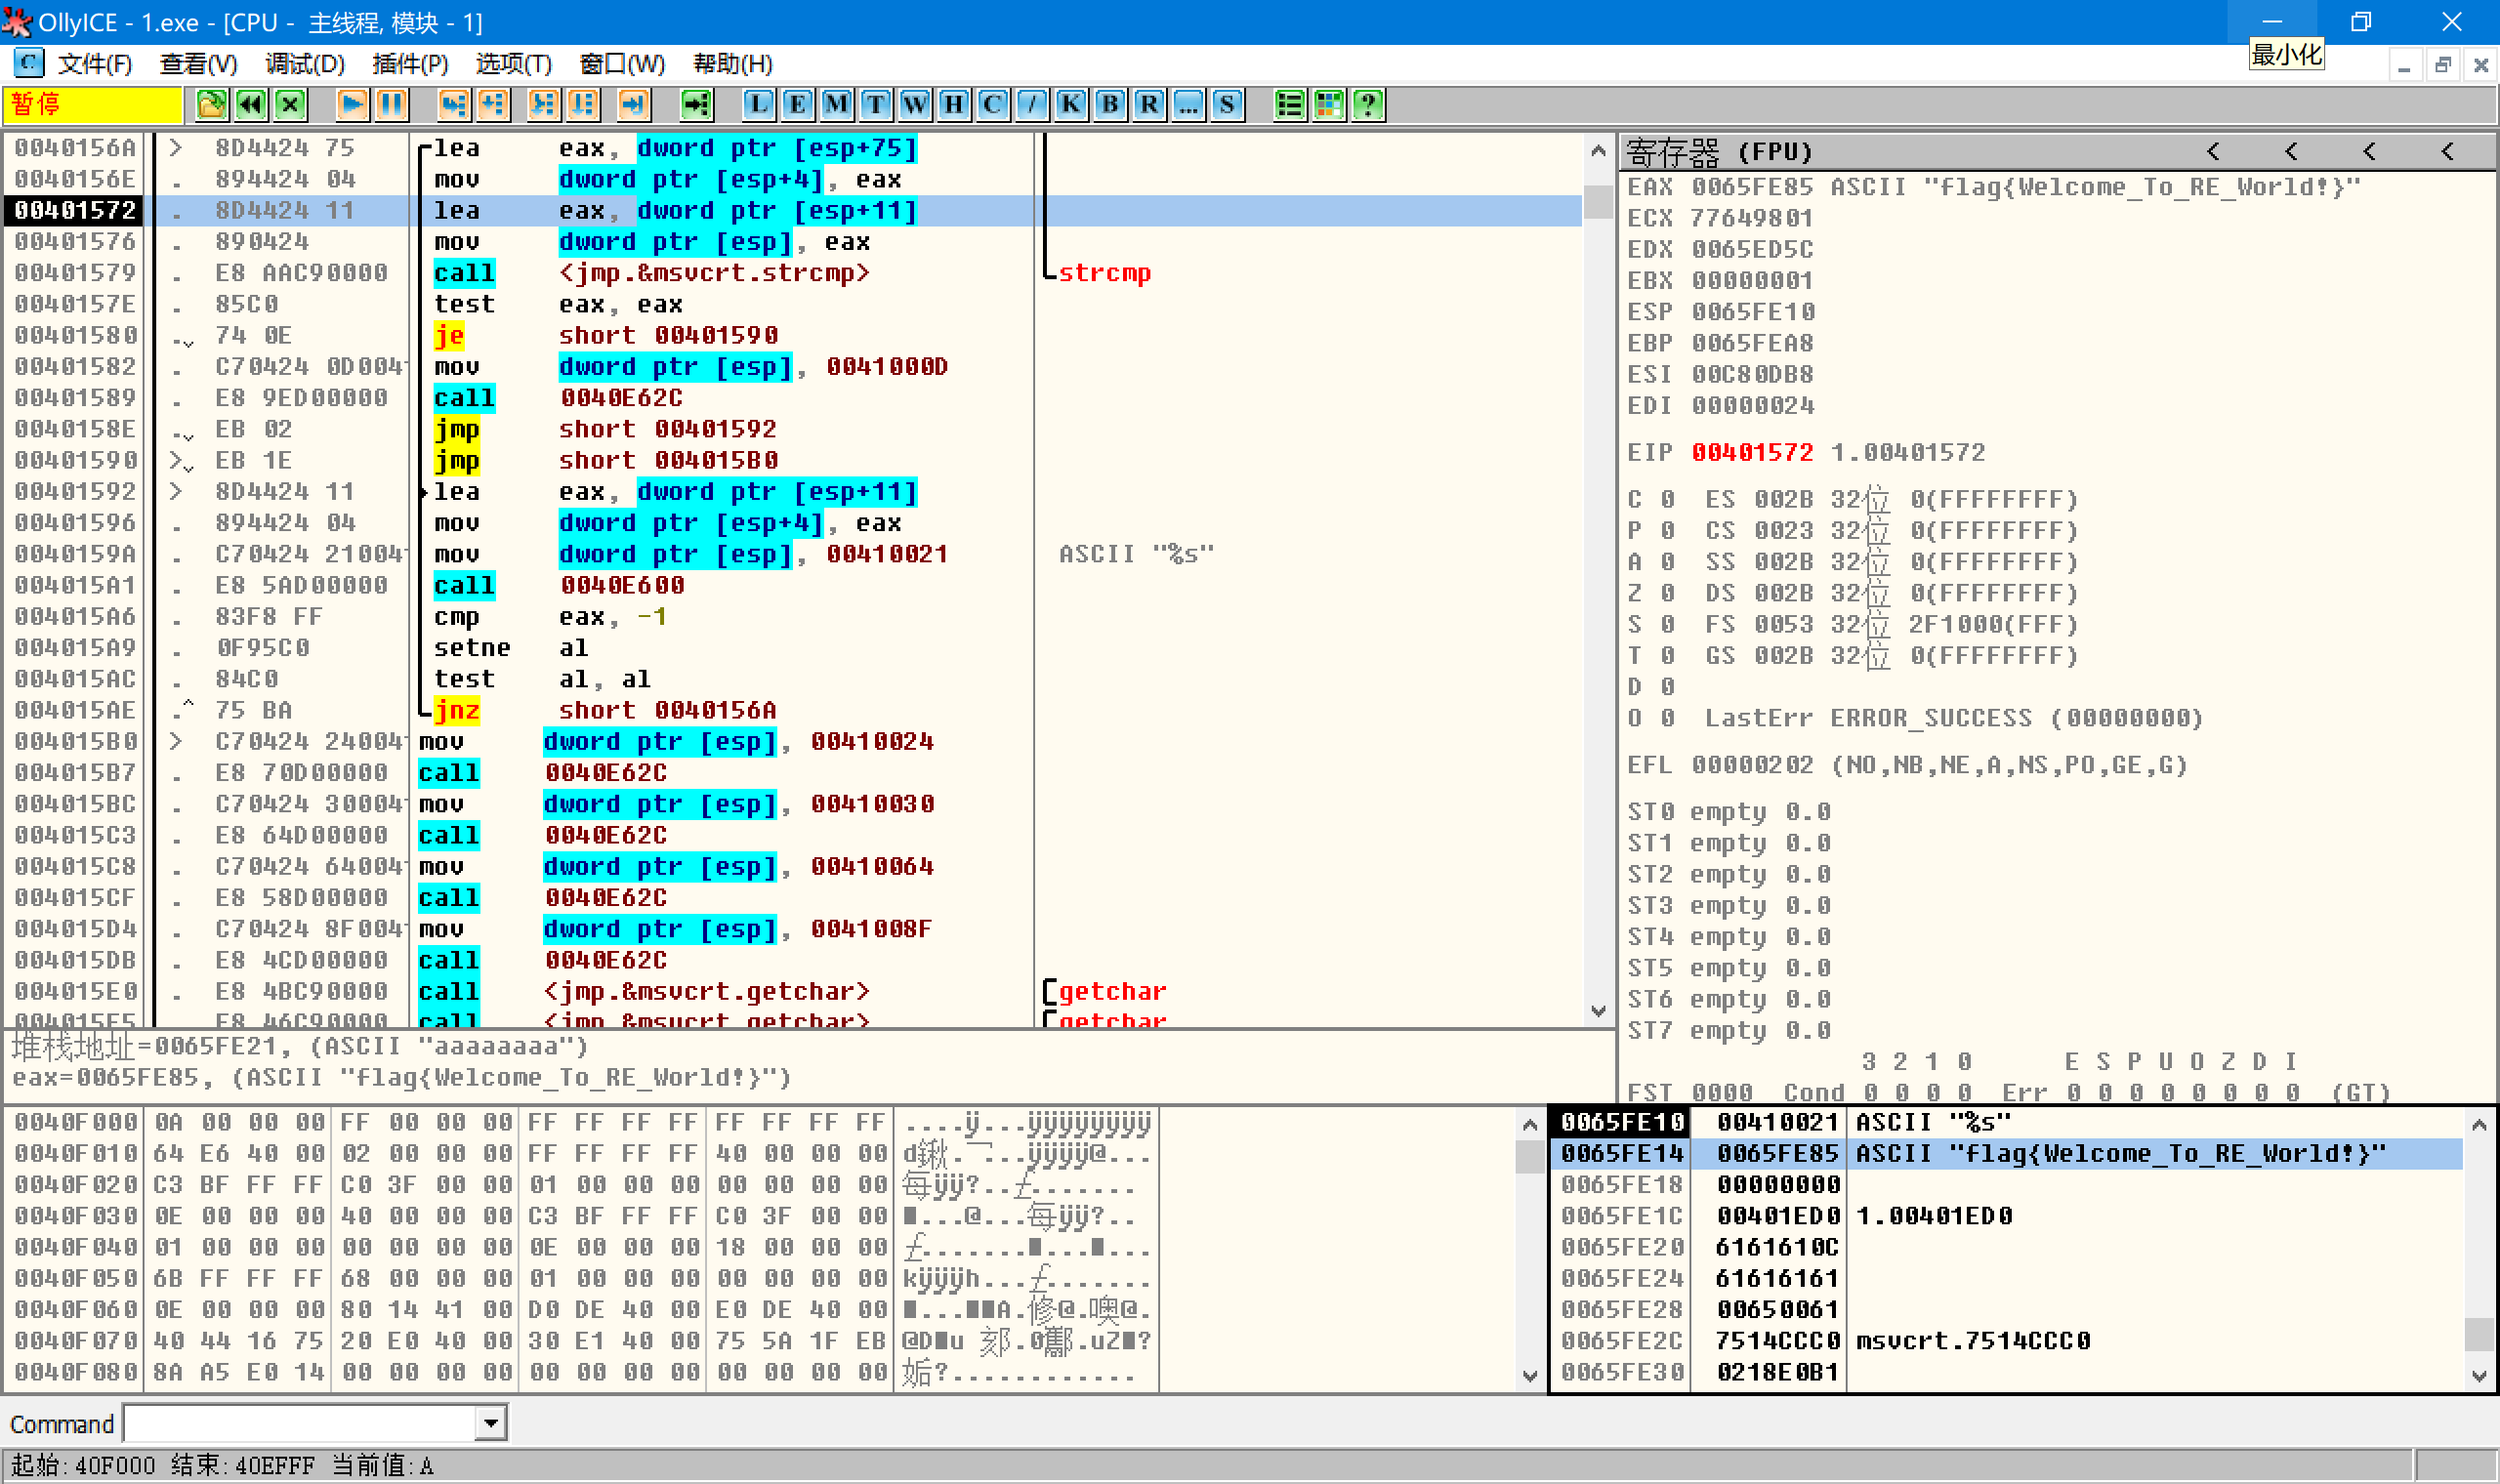 OllyICE - 1.exe - [CPU - 主线程, 模块 - 1]
最小化
文件(F) 查看(V) 调试(D) 插件(P) 选项(T) 窗口(W) 帮助(H)
暂停 L E M T W H C / K B R ... S ?
0040156A > 8D4424 75 lea eax, dword ptr [esp+75]
0040156E . 894424 04 mov dword ptr [esp+4], eax
00401572 . 8D4424 11 lea eax, dword ptr [esp+11]
00401576 . 890424 mov dword ptr [esp], eax
00401579 . E8 AAC90000 call <jmp.&msvcrt.strcmp> strcmp
0040157E . 85C0 test eax, eax
00401580 . 74 0E je short 00401590
00401582 . C70424 0D004 mov dword ptr [esp], 0041000D
00401589 . E8 9ED00000 call 0040E62C
0040158E . EB 02 jmp short 00401592
00401590 > EB 1E jmp short 004015B0
00401592 > 8D4424 11 lea eax, dword ptr [esp+11]
00401596 . 894424 04 mov dword ptr [esp+4], eax
0040159A . C70424 21004 mov dword ptr [esp], 00410021 ASCII "%s"
004015A1 . E8 5AD00000 call 0040E600
004015A6 . 83F8 FF cmp eax, -1
004015A9 . 0F95C0 setne al
004015AC . 84C0 test al, al
004015AE .^ 75 BA jnz short 0040156A
004015B0 > C70424 24004 mov dword ptr [esp], 00410024
004015B7 . E8 70D00000 call 0040E62C
004015BC . C70424 30004 mov dword ptr [esp], 00410030
004015C3 . E8 64D00000 call 0040E62C
004015C8 . C70424 64004 mov dword ptr [esp], 00410064
004015CF . E8 58D00000 call 0040E62C
004015D4 . C70424 8F004 mov dword ptr [esp], 0041008F
004015DB . E8 4CD00000 call 0040E62C
004015E0 . E8 4BC90000 call <jmp.&msvcrt.getchar> getchar
004015E5 . E8 46C90000 call <jmp.&msvcrt.getchar> getchar
堆栈地址=0065FE21, (ASCII "aaaaaaaa")
eax=0065FE85, (ASCII "flag{Welcome_To_RE_World!}")
寄存器 (FPU) < < < <
EAX 0065FE85 ASCII "flag{Welcome_To_RE_World!}"
ECX 77649801
EDX 0065ED5C
EBX 00000001
ESP 0065FE10
EBP 0065FEA8
ESI 00C80DB8
EDI 00000024
EIP 00401572 1.00401572
C 0 ES 002B 32位 0(FFFFFFFF)
P 0 CS 0023 32位 0(FFFFFFFF)
A 0 SS 002B 32位 0(FFFFFFFF)
Z 0 DS 002B 32位 0(FFFFFFFF)
S 0 FS 0053 32位 2F1000(FFF)
T 0 GS 002B 32位 0(FFFFFFFF)
D 0
O 0 LastErr ERROR_SUCCESS (00000000)
EFL 00000202 (NO,NB,NE,A,NS,PO,GE,G)
ST0 empty 0.0
ST1 empty 0.0
ST2 empty 0.0
ST3 empty 0.0
ST4 empty 0.0
ST5 empty 0.0
ST6 empty 0.0
ST7 empty 0.0
3 2 1 0 E S P U O Z D I
FST 0000 Cond 0 0 0 0 Err 0 0 0 0 0 0 0 0 (GT)
0040F000 0A 00 00 00 FF 00 00 00 FF FF FF FF FF FF FF FF ....ÿ...ÿÿÿÿÿÿÿÿ
0040F010 64 E6 40 00 02 00 00 00 FF FF FF FF 40 00 00 00
0040F020 C3 BF FF FF C0 3F 00 00 01 00 00 00 00 00 00 00
0040F030 0E 00 00 00 40 00 00 00 C3 BF FF FF C0 3F 00 00
0040F040 01 00 00 00 00 00 00 00 0E 00 00 00 18 00 00 00
0040F050 6B FF FF FF 68 00 00 00 01 00 00 00 00 00 00 00
0040F060 0E 00 00 00 80 14 41 00 D0 DE 40 00 E0 DE 40 00
0040F070 40 44 16 75 20 E0 40 00 30 E1 40 00 75 5A 1F EB
0040F080 8A A5 E0 14 00 00 00 00 00 00 00 00 00 00 00 00 姤?............
0065FE10 00410021 ASCII "%s"
0065FE14 0065FE85 ASCII "flag{Welcome_To_RE_World!}"
0065FE18 00000000
0065FE1C 00401ED0 1.00401ED0
0065FE20 6161610C
0065FE24 61616161
0065FE28 00650061
0065FE2C 7514CCC0 msvcrt.7514CCC0
0065FE30 0218E0B1
Command
起始:40F000 结束:40EFFF 当前值:A